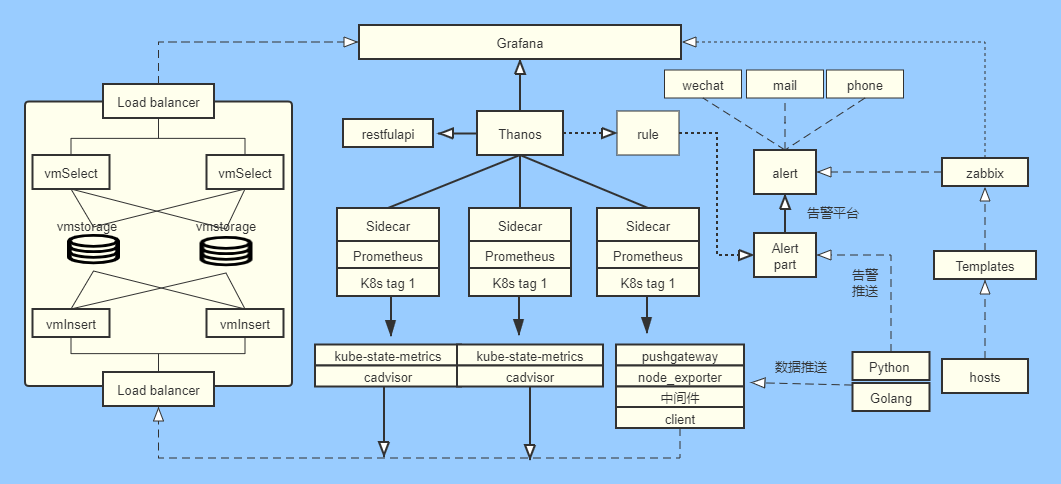 Grafana
wechat
mail
phone
Load balancer
restfulapi
Thanos
rule
vmSelect
vmSelect
alert
zabbix
告警平台
vmstorage
vmstorage
Sidecar
Prometheus
K8s tag 1
Sidecar
Prometheus
K8s tag 1
Sidecar
Prometheus
K8s tag 1
Alert
part
告警
推送
Templates
vmInsert
vmInsert
kube-state-metrics
cadvisor
kube-state-metrics
cadvisor
pushgateway
node_exporter
中间件
client
数据推送
Python
Golang
hosts
Load balancer